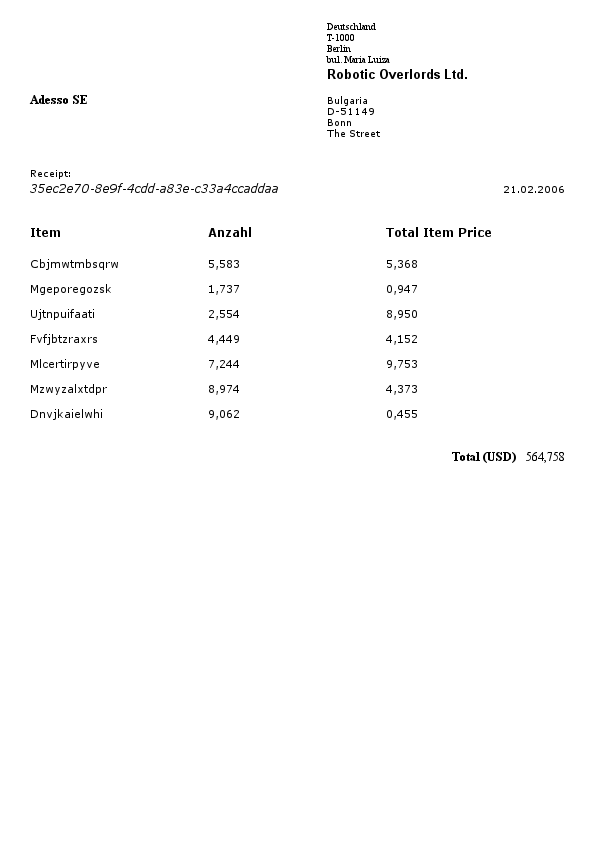 Deutschland
T-1000
Berlin
bul. Maria Luiza
Robotic Overlords Ltd.
Adesso SE
Bulgaria
D-51149
Bonn
The Street
Receipt:
35ec2e70-8e9f-4cdd-a83e-c33a4ccaddaa 21.02.2006
Item Anzahl Total Item Price
Cbjmwtmbsqrw 5,583 5,368
Mgeporegozsk 1,737 0,947
Ujtnpuifaati 2,554 8,950
Fvfjbtzraxrs 4,449 4,152
Mlcertirpyve 7,244 9,753
Mzwyzalxtdpr 8,974 4,373
Dnvjkaielwhi 9,062 0,455
Total (USD) 564,758